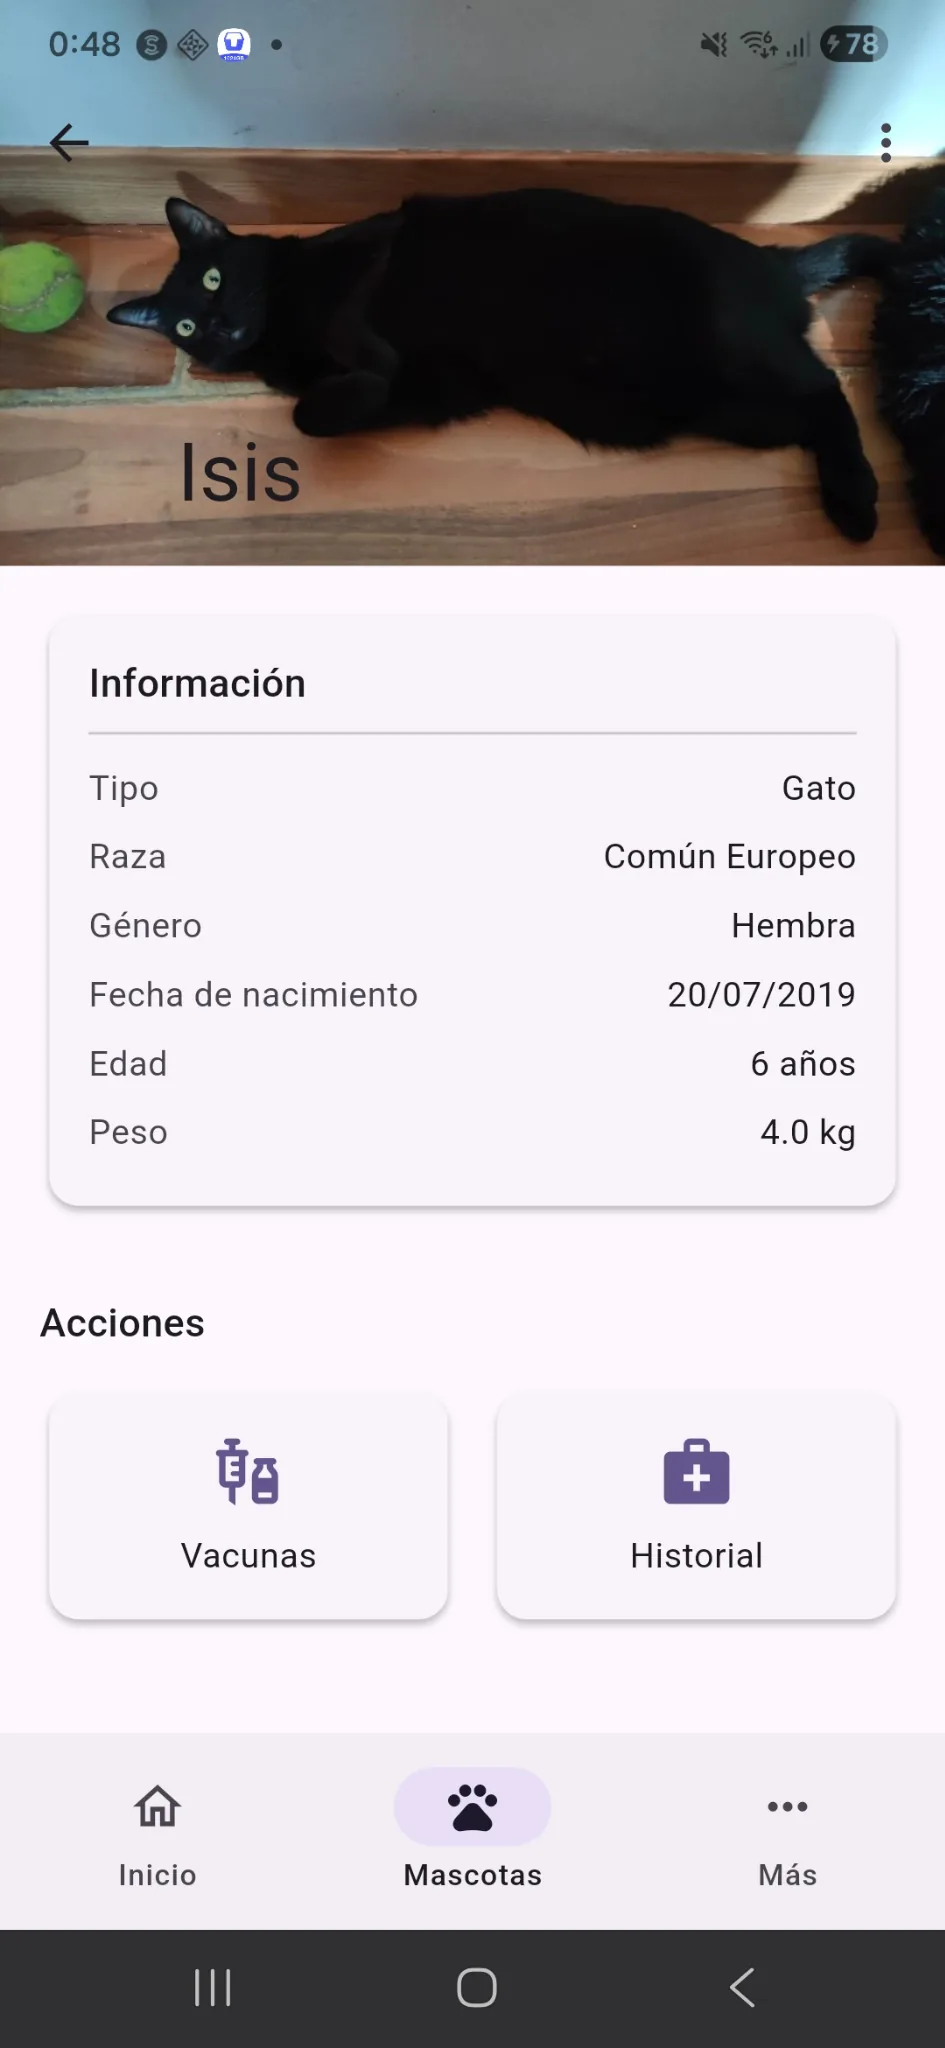 0:48
6
78
Isis
Información
Tipo
Gato
Raza
Común Europeo
Género
Hembra
Fecha de nacimiento
20/07/2019
Edad
6 años
Peso
4.0 kg
Acciones
Vacunas
Historial
Inicio
Mascotas
Más